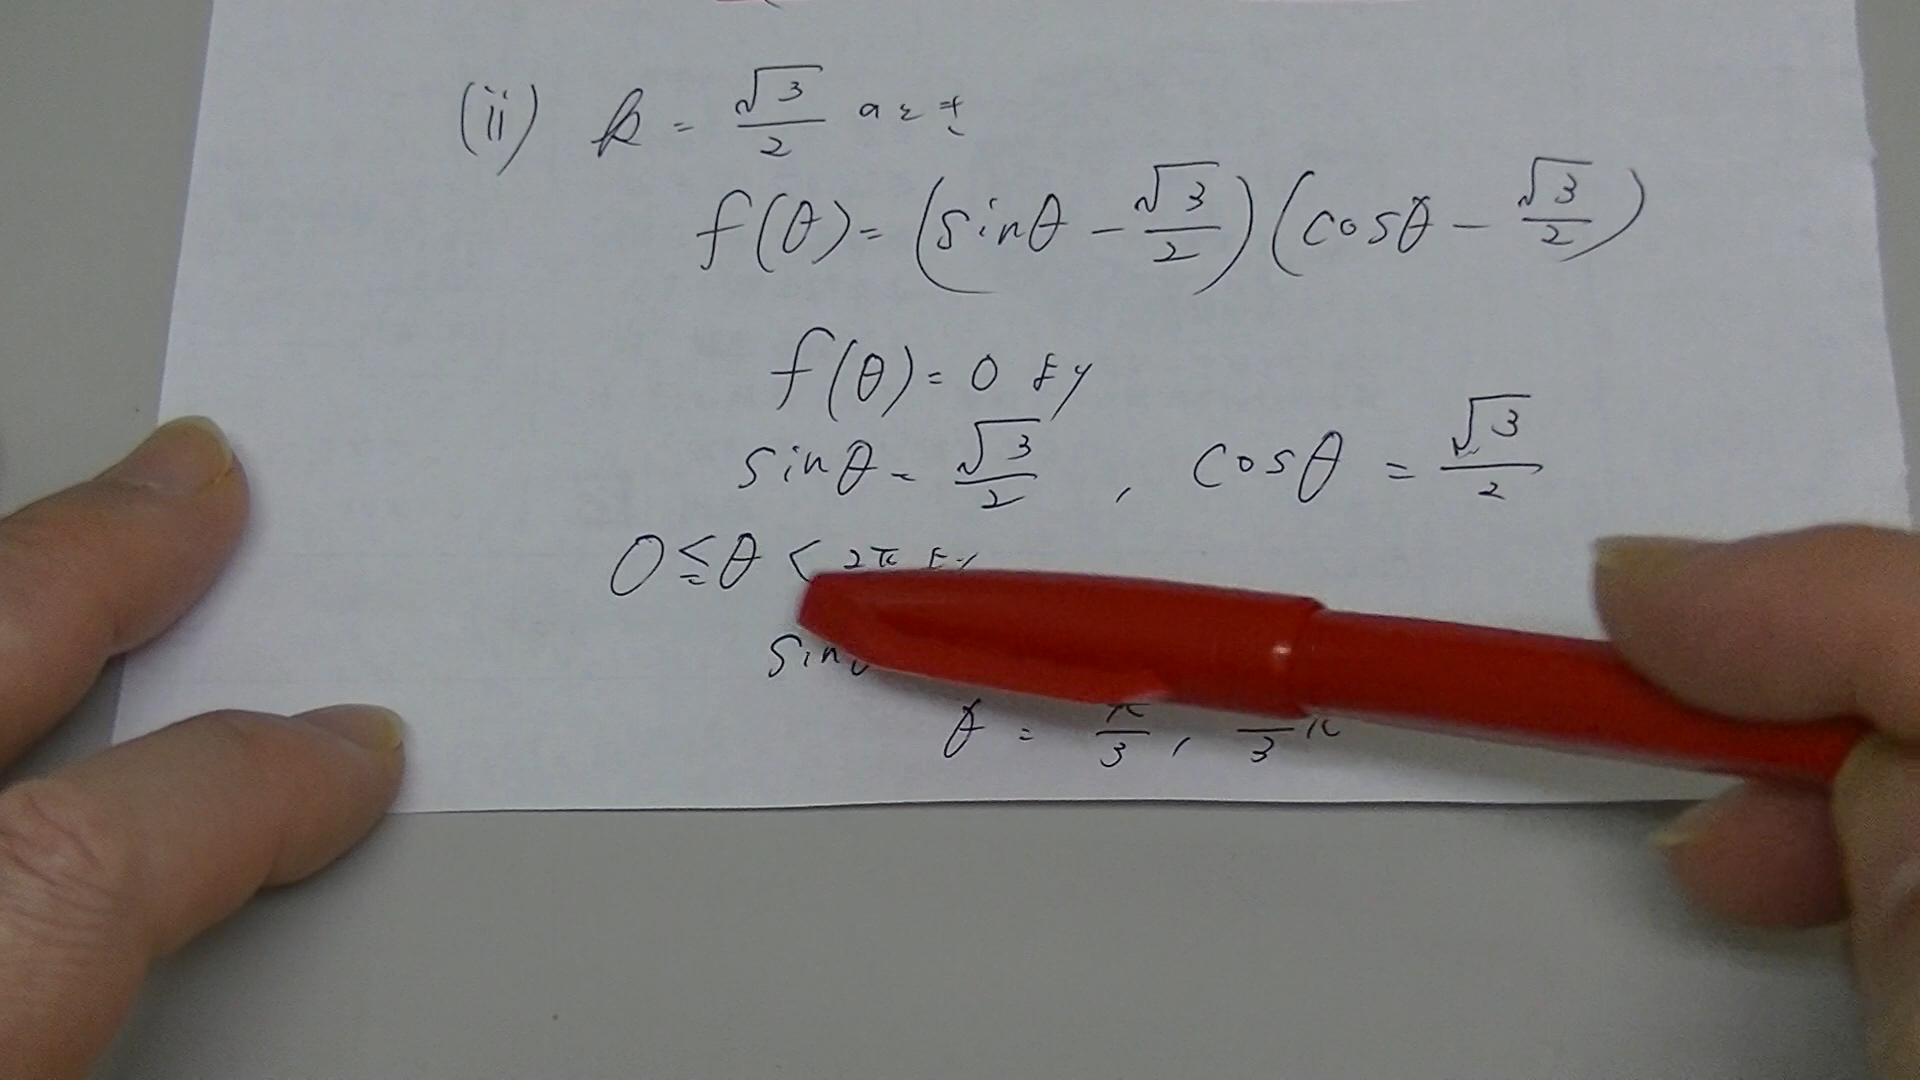 (ii) k = √3/2 のとき
f(θ) = (sinθ − √3/2)(cosθ − √3/2)
f(θ) = 0 より
sinθ = √3/2 , cosθ = √3/2
0 ≦ θ < 2π より
sin
θ = π/3 ,